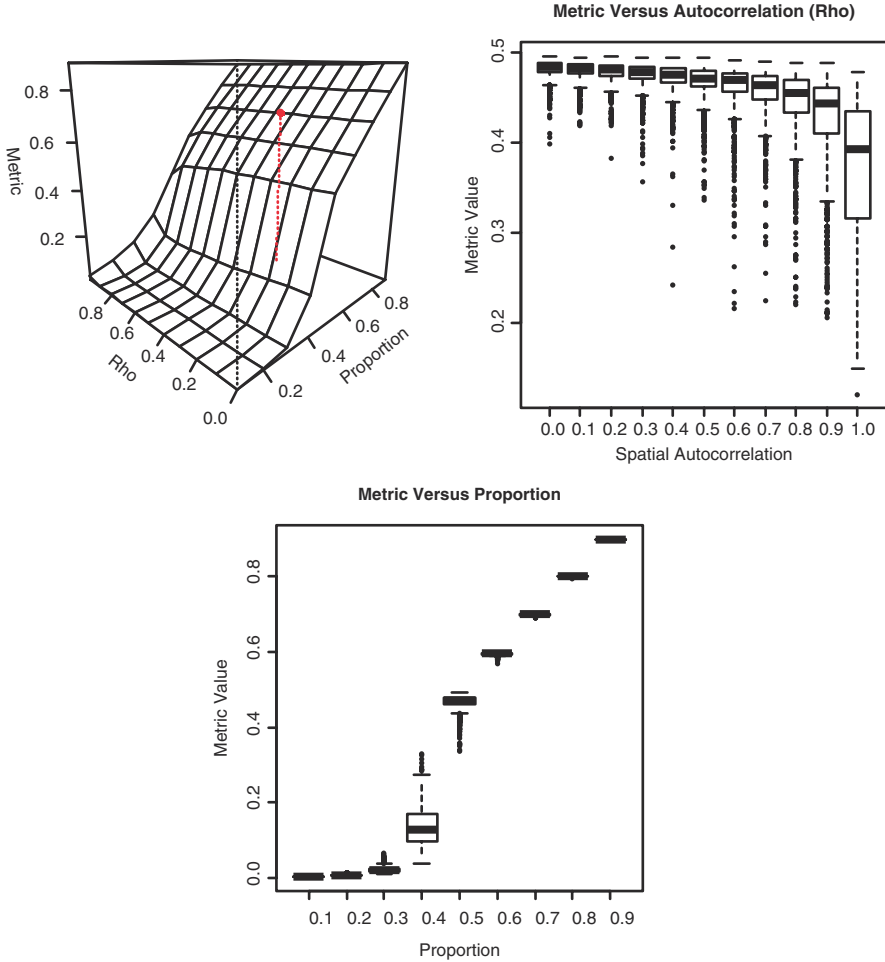 Metric
0.8
0.6
0.4
0.2
0.8
0.6
0.4
0.2
0.0
Rho
0.2
0.4
0.6
0.8
Proportion
Metric Versus Autocorrelation (Rho)
Metric Value
0.5
0.4
0.3
0.2
0.0 0.1 0.2 0.3 0.4 0.5 0.6 0.7 0.8 0.9 1.0
Spatial Autocorrelation
Metric Versus Proportion
Metric Value
0.8
0.6
0.4
0.2
0.0
0.1 0.2 0.3 0.4 0.5 0.6 0.7 0.8 0.9
Proportion